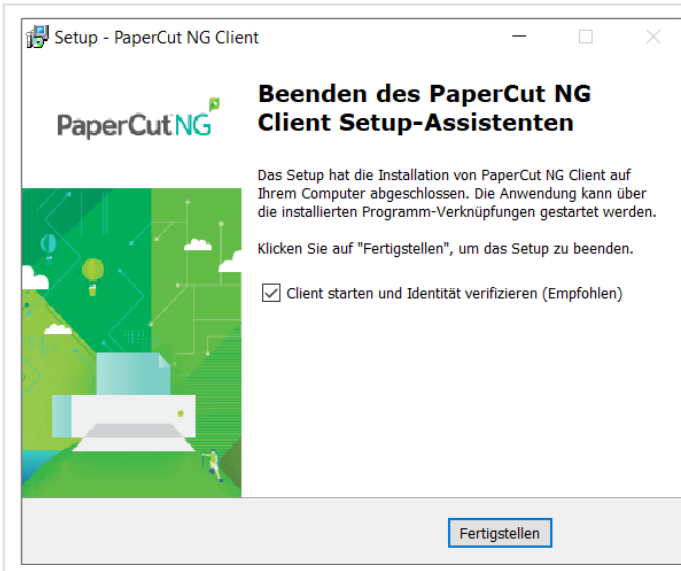 Setup - PaperCut NG Client
PaperCut NG
Beenden des PaperCut NG
Client Setup-Assistenten
Das Setup hat die Installation von PaperCut NG Client auf
Ihrem Computer abgeschlossen. Die Anwendung kann über
die installierten Programm-Verknüpfungen gestartet werden.
Klicken Sie auf "Fertigstellen", um das Setup zu beenden.
Client starten und Identität verifizieren (Empfohlen)
Fertigstellen